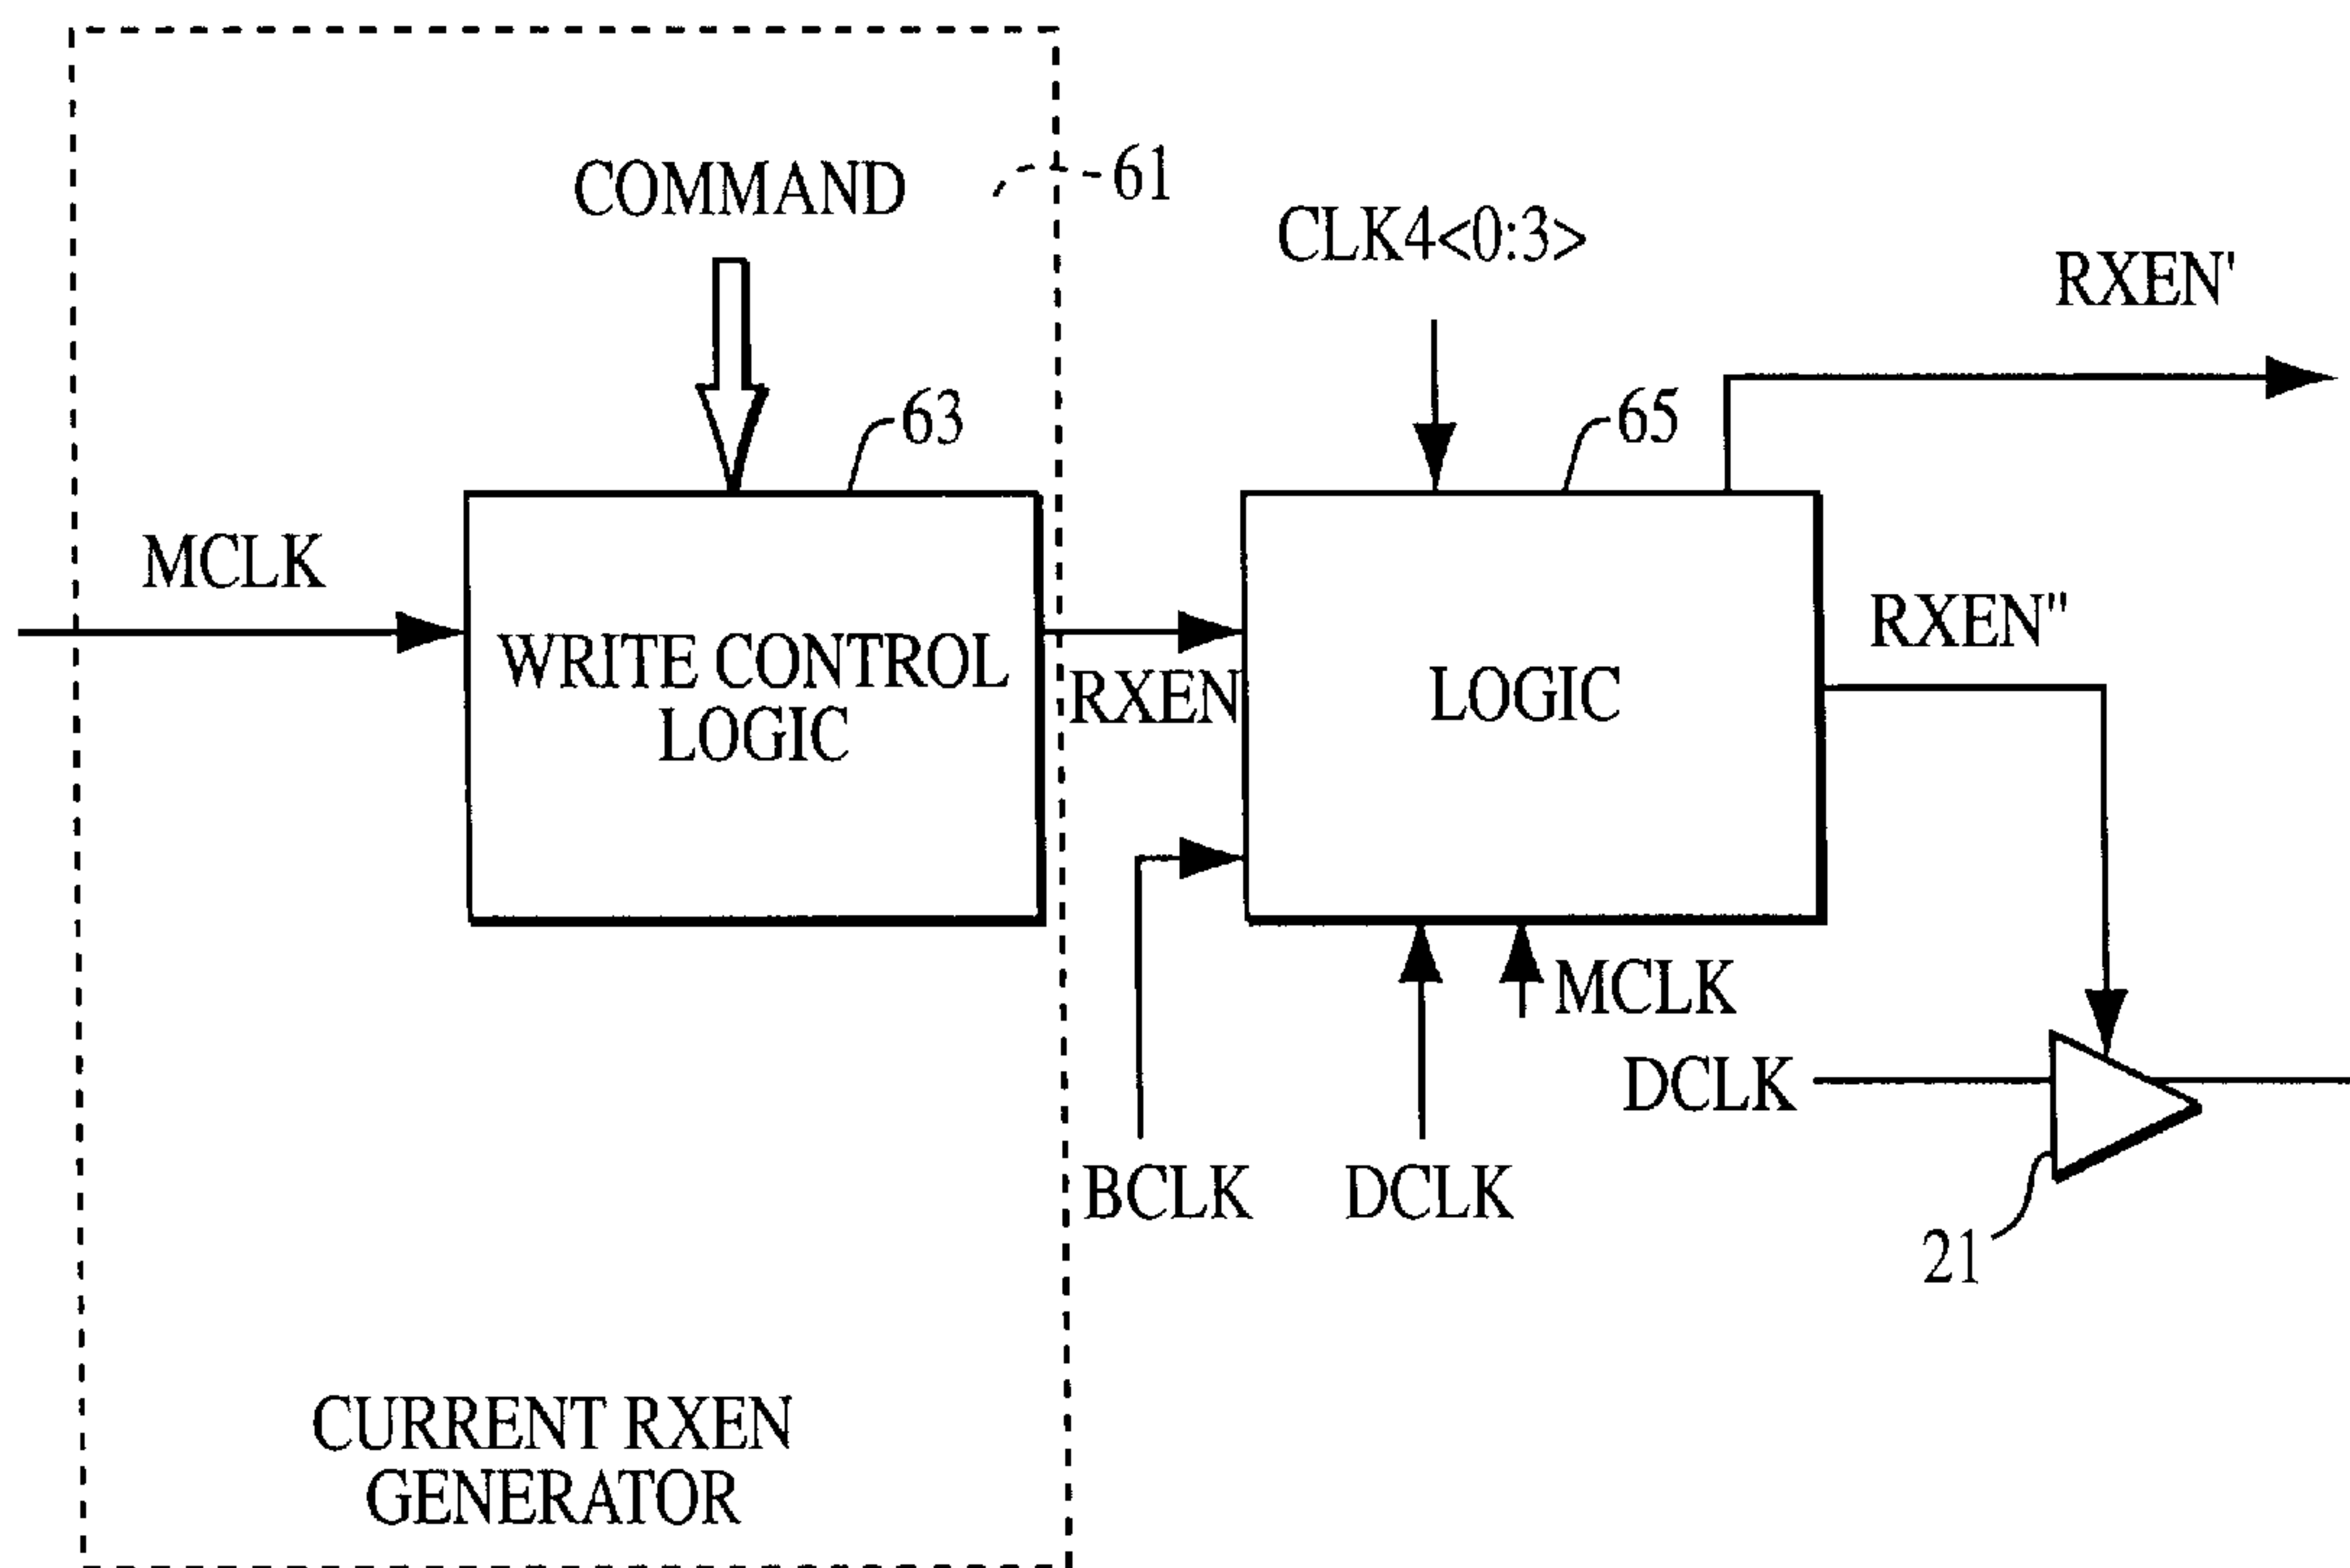 COMMAND
61
CLK4<0:3>
RXEN'
63
65
MCLK
RXEN"
WRITE CONTROL
LOGIC
RXEN
LOGIC
MCLK
DCLK
BCLK
DCLK
21
CURRENT RXEN
GENERATOR